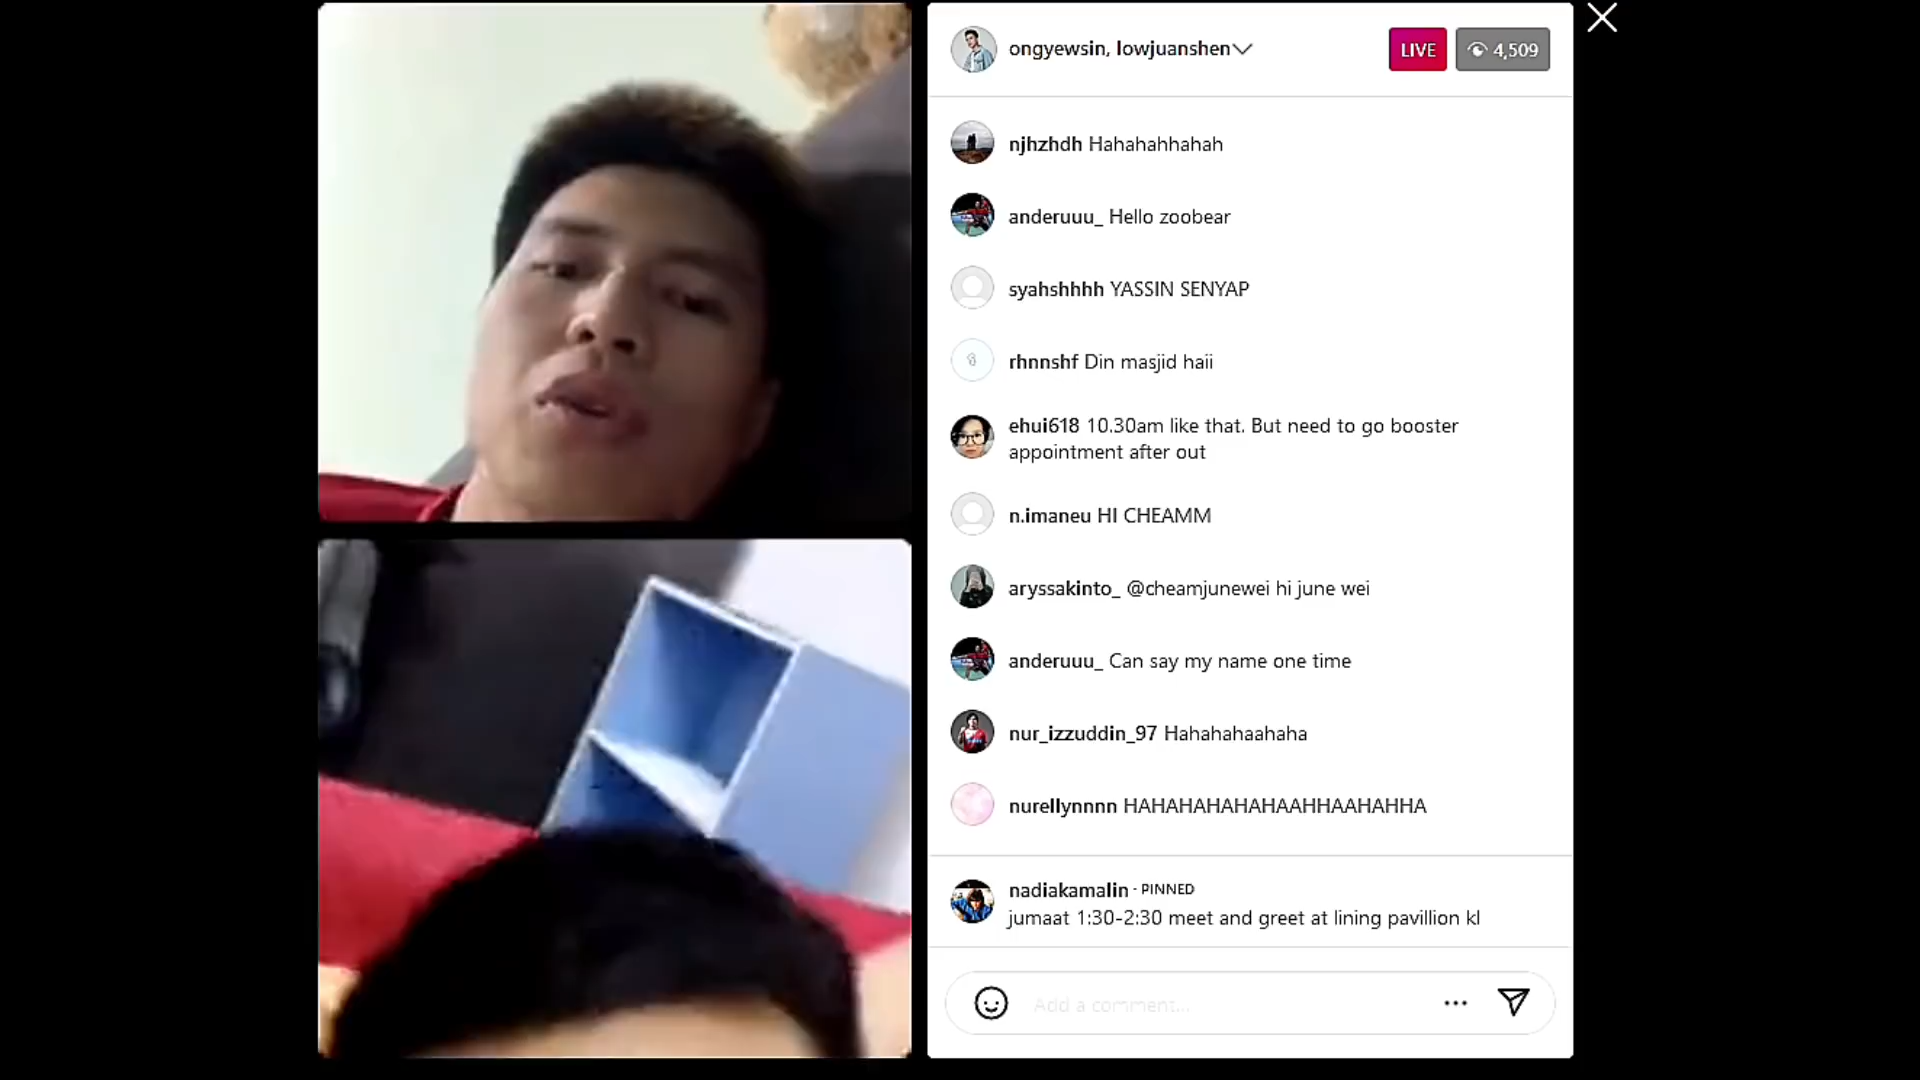 ongyewsin, lowjuanshen
LIVE
4,509
njhzhdh Hahahahhahah
anderuuu_ Hello zoobear
syahshhhh YASSIN SENYAP
rhnnshf Din masjid haii
ehui618 10.30am like that. But need to go booster
appointment after out
n.imaneu HI CHEAMM
aryssakinto_ @cheamjunewei hi june wei
anderuuu_ Can say my name one time
nur_izzuddin_97 Hahahahaahaha
nurellynnnn HAHAHAHAHAHAAHHAAHAHHA
nadiakamalin · PINNED
jumaat 1:30-2:30 meet and greet at lining pavillion kl
Add a comment...